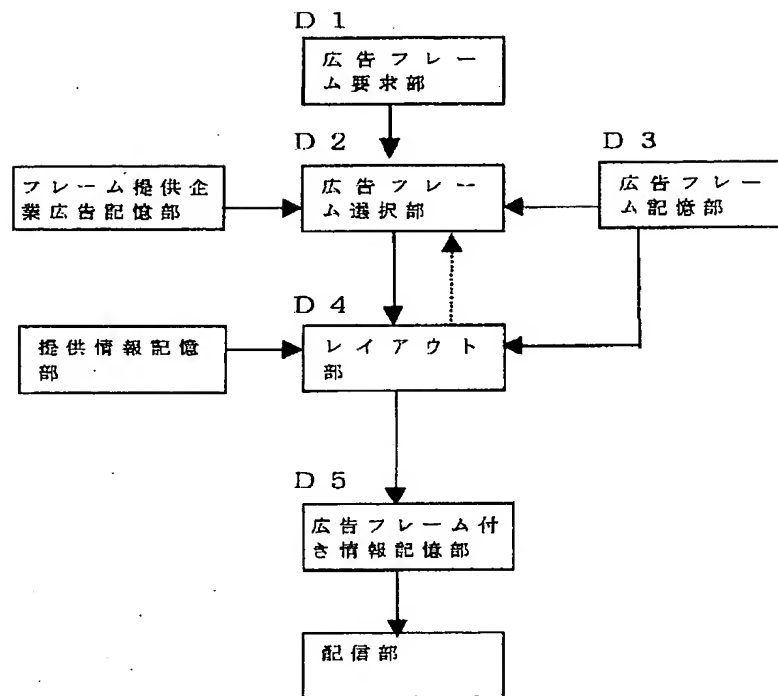 D 1
広告フレー
ム要求部
D 2
D 3
フレーム提供企
業広告記憶部
広告フレー
ム選択部
広告フレー
ム記憶部
D 4
提供情報記憶
部
レイアウト
部
D 5
広告フレーム付
き情報記憶部
配信部